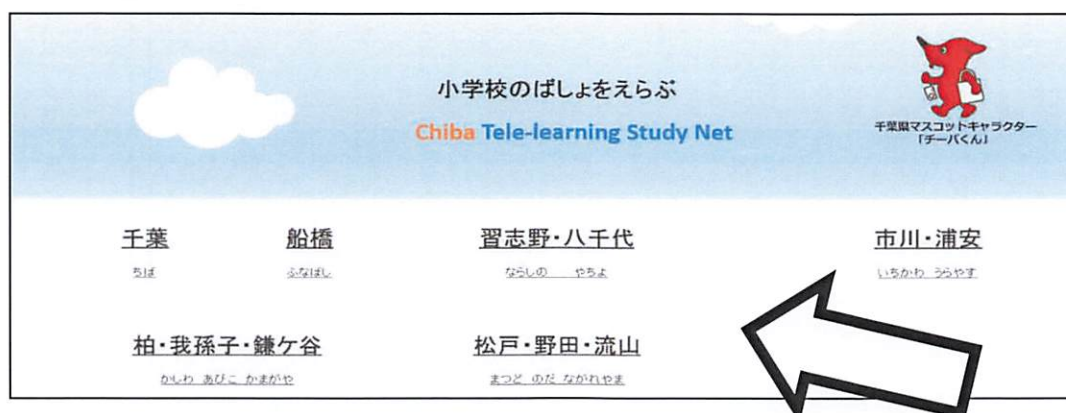 小学校のばしょをえらぶ
Chiba Tele-learning Study Net
千葉県マスコットキャラクター
「チーバくん」
千葉 船橋 習志野・八千代 市川・浦安
ちば ふなばし ならしの やちよ いちかわ うらやす
柏・我孫子・鎌ケ谷 松戸・野田・流山
かしわ あびこ かまがや まつど のだ ながれやま